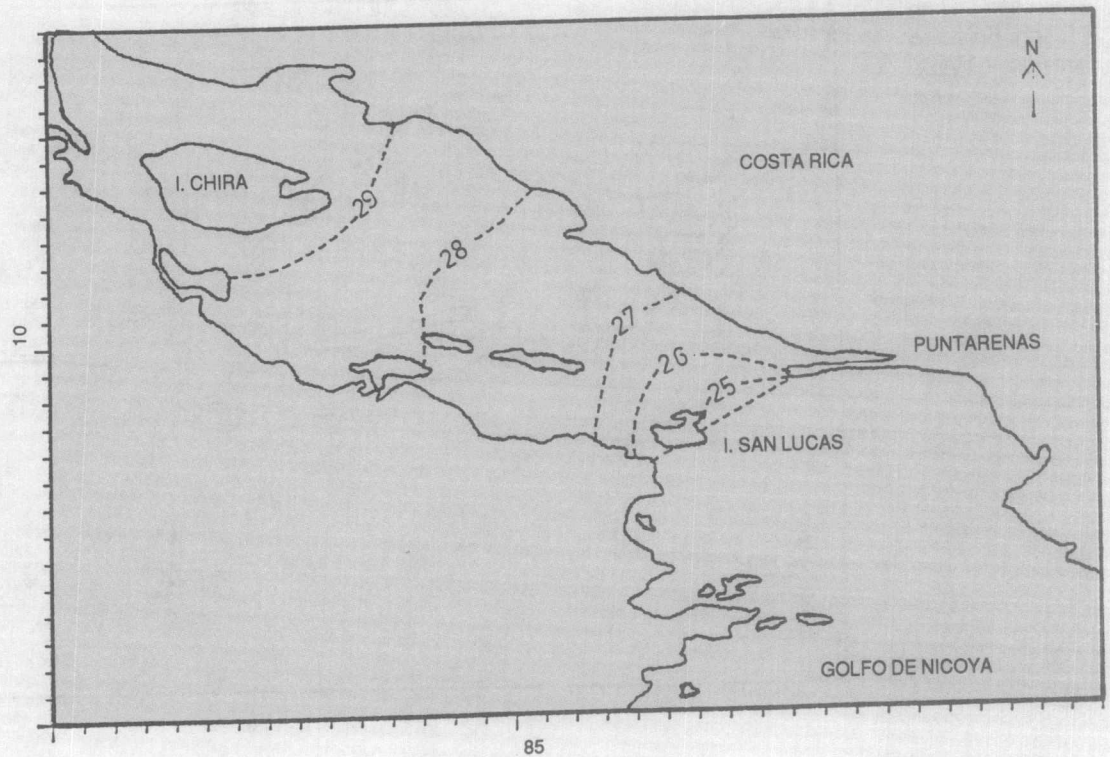 N
COSTA RICA
I. CHIRA
29
28
27
10
PUNTARENAS
26
25
I. SAN LUCAS
GOLFO DE NICOYA
85